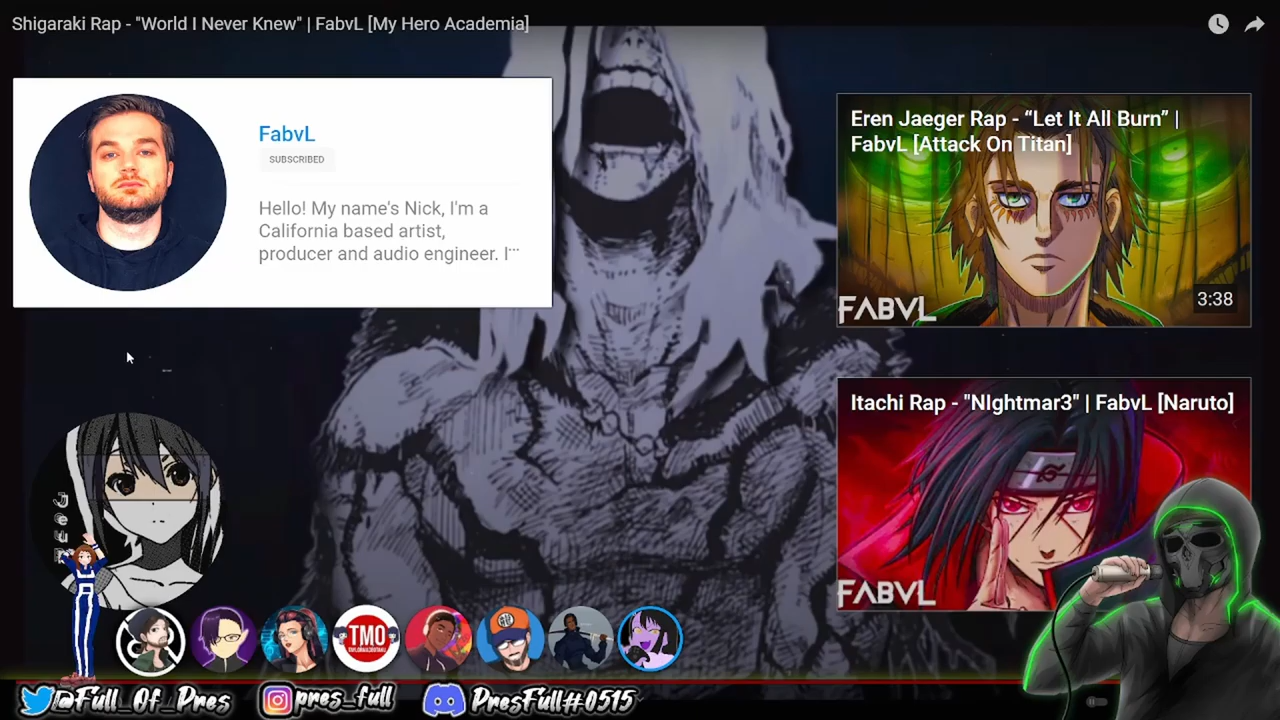 Shigaraki Rap - "World I Never Knew" | FabvL [My Hero Academia]
FabvL
SUBSCRIBED
Hello! My name's Nick, I'm a
California based artist,
producer and audio engineer. I...
Eren Jaeger Rap - “Let It All Burn” |
FabvL [Attack On Titan]
FABVL
3:38
Itachi Rap - "NIghtmar3" | FabvL [Naruto]
FABVL
TMO
@Full_Of_Pres
pres_full
PresFull#0515